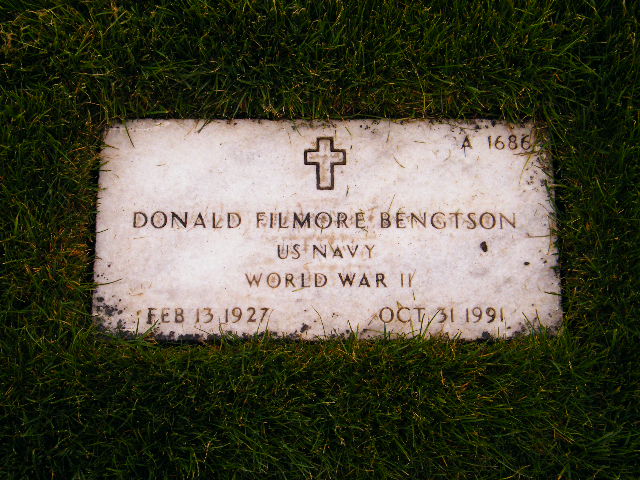 A 1686
DONALD FILMORE BENGTSON
US NAVY
WORLD WAR II
FEB 13 1927 OCT 31 1991